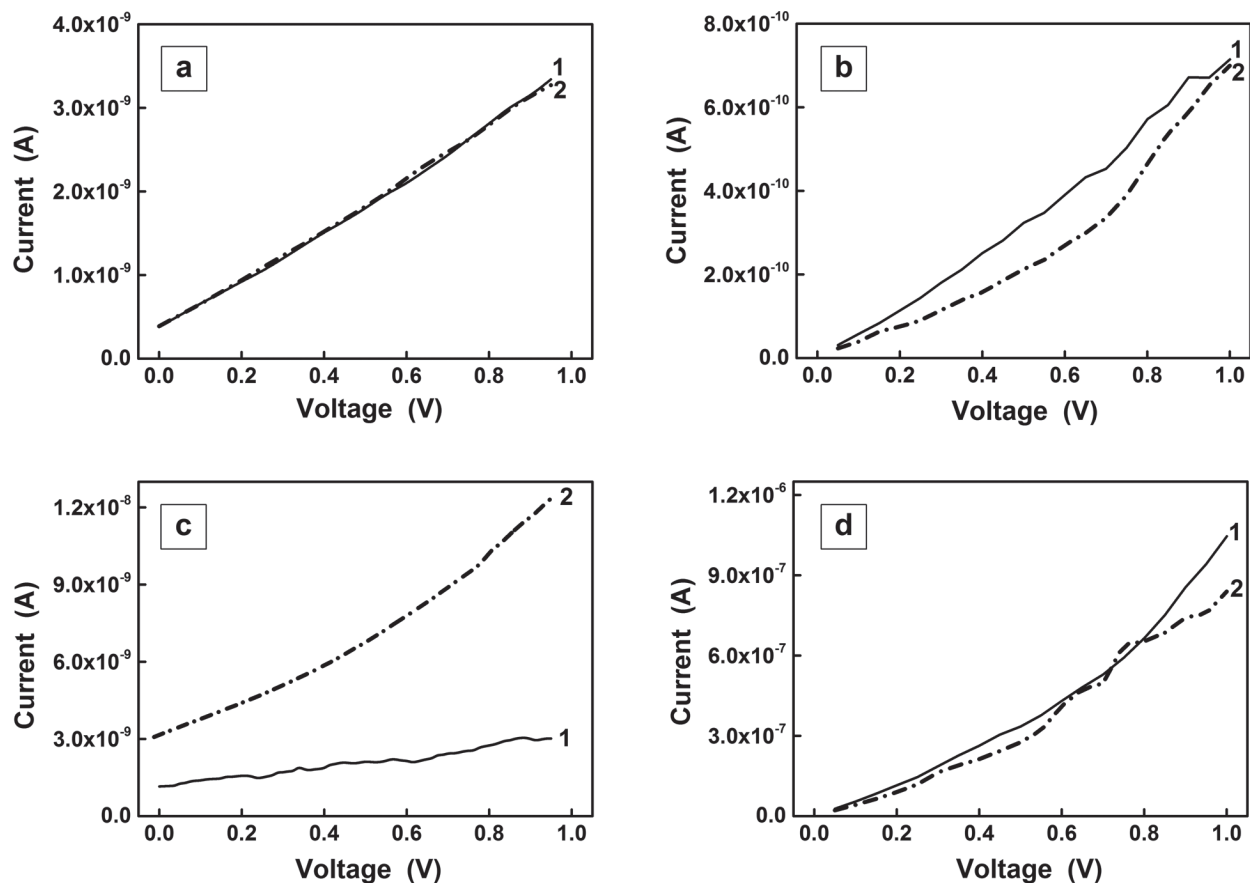 a
4.0x10⁻⁹
3.0x10⁻⁹
2.0x10⁻⁹
1.0x10⁻⁹
0.0
Current (A)
1
2
0.0 0.2 0.4 0.6 0.8 1.0
Voltage (V)
b
8.0x10⁻¹⁰
6.0x10⁻¹⁰
4.0x10⁻¹⁰
2.0x10⁻¹⁰
0.0
Current (A)
1
2
0.0 0.2 0.4 0.6 0.8 1.0
Voltage (V)
c
1.2x10⁻⁸
9.0x10⁻⁹
6.0x10⁻⁹
3.0x10⁻⁹
0.0
Current (A)
2
1
0.0 0.2 0.4 0.6 0.8 1.0
Voltage (V)
d
1.2x10⁻⁶
9.0x10⁻⁷
6.0x10⁻⁷
3.0x10⁻⁷
0.0
Current (A)
1
2
0.0 0.2 0.4 0.6 0.8 1.0
Voltage (V)